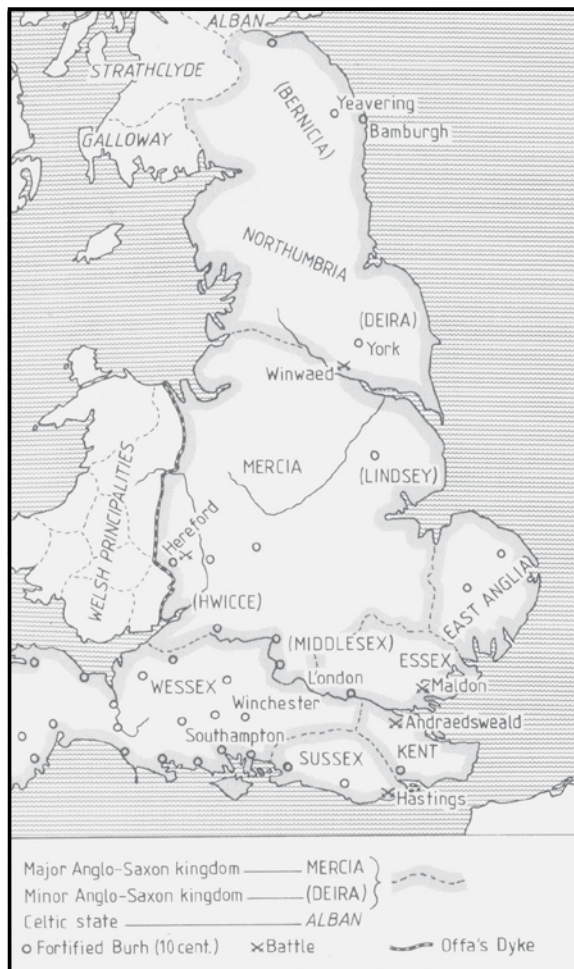 ALBAN
STRATHCLYDE
GALLOWAY
(BERNICIA)
Yeavering
Bamburgh
NORTHUMBRIA
(DEIRA)
York
Winwaed
MERCIA
(LINDSEY)
WELSH PRINCIPALITIES
Hereford
(HWICCE)
EAST ANGLIA
(MIDDLESEX)
ESSEX
London
Maldon
WESSEX
Winchester
Andraedsweald
Southampton
SUSSEX
KENT
Hastings
Major Anglo-Saxon kingdom MERCIA
Minor Anglo-Saxon kingdom (DEIRA)
Celtic state ALBAN
Fortified Burh (10 cent.) Battle Offa's Dyke